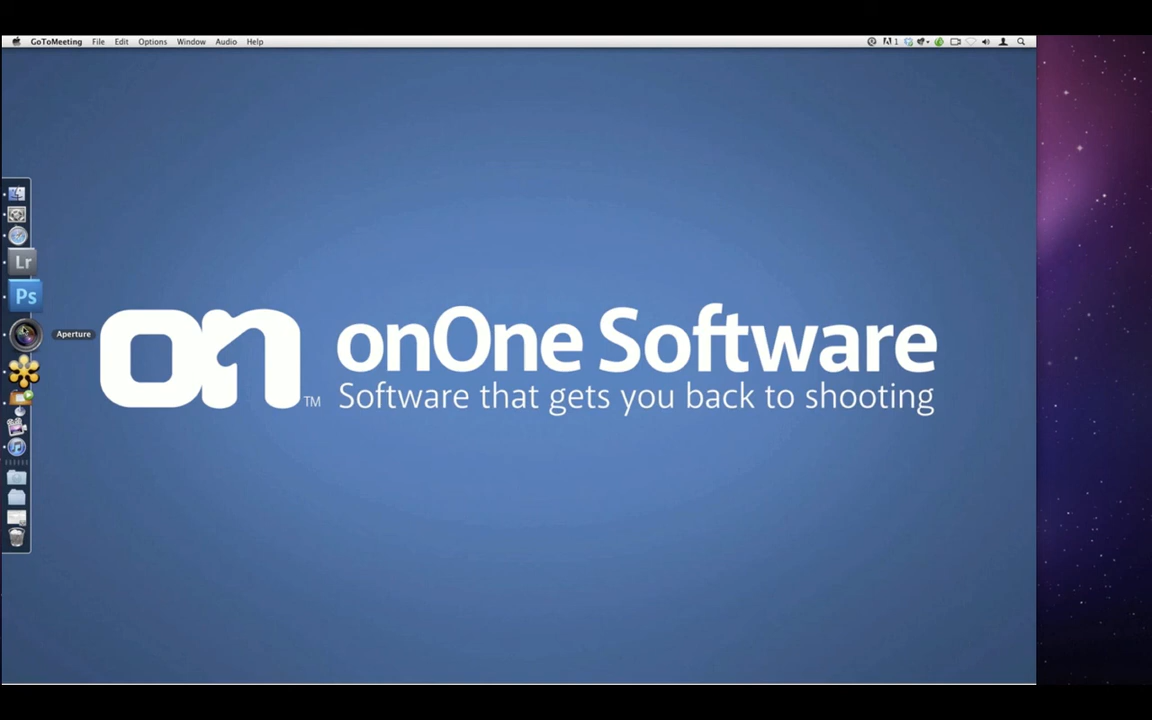 GoToMeeting File Edit Options Window Audio Help 1
Lr
Ps
Aperture
on TM
onOne Software
Software that gets you back to shooting